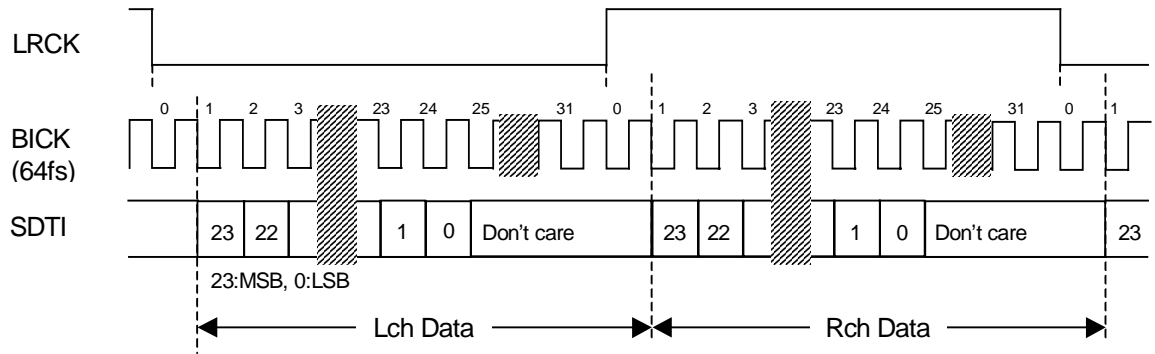 LRCK
0 1 2 3 23 24 25 31 0 1 2 3 23 24 25 31 0 1
BICK
(64fs)
SDTI 23 22 1 0 Don't care 23 22 1 0 Don't care 23
23:MSB, 0:LSB
Lch Data Rch Data